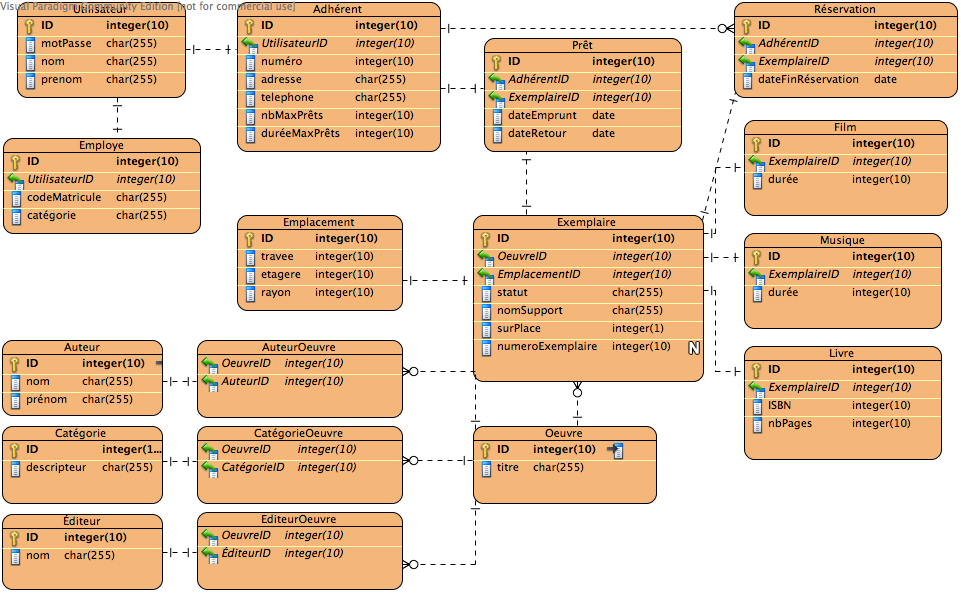 Visual Paradigm Community Edition [not for commercial use]
Utilisateur
ID integer(10)
motPasse char(255)
nom char(255)
prenom char(255)
Adhérent
ID integer(10)
UtilisateurID integer(10)
numéro integer(10)
adresse char(255)
telephone char(255)
nbMaxPrêts integer(10)
duréeMaxPrêts integer(10)
Prêt
ID integer(10)
AdhérentID integer(10)
ExemplaireID integer(10)
dateEmprunt date
dateRetour date
Réservation
ID integer(10)
AdhérentID integer(10)
ExemplaireID integer(10)
dateFinRéservation date
Employe
ID integer(10)
UtilisateurID integer(10)
codeMatricule char(255)
catégorie char(255)
Film
ID integer(10)
ExemplaireID integer(10)
durée integer(10)
Emplacement
ID integer(10)
travee integer(10)
etagere integer(10)
rayon integer(10)
Exemplaire
ID integer(10)
OeuvreID integer(10)
EmplacementID integer(10)
statut char(255)
nomSupport char(255)
surPlace integer(1)
numeroExemplaire integer(10) N
Musique
ID integer(10)
ExemplaireID integer(10)
durée integer(10)
Auteur
ID integer(10)
nom char(255)
prénom char(255)
AuteurOeuvre
OeuvreID integer(10)
AuteurID integer(10)
Livre
ID integer(10)
ExemplaireID integer(10)
ISBN integer(10)
nbPages integer(10)
Catégorie
ID integer(1...
descripteur char(255)
CatégorieOeuvre
OeuvreID integer(10)
CatégorieID integer(10)
Oeuvre
ID integer(10)
titre char(255)
Éditeur
ID integer(10)
nom char(255)
EditeurOeuvre
OeuvreID integer(10)
ÉditeurID integer(10)